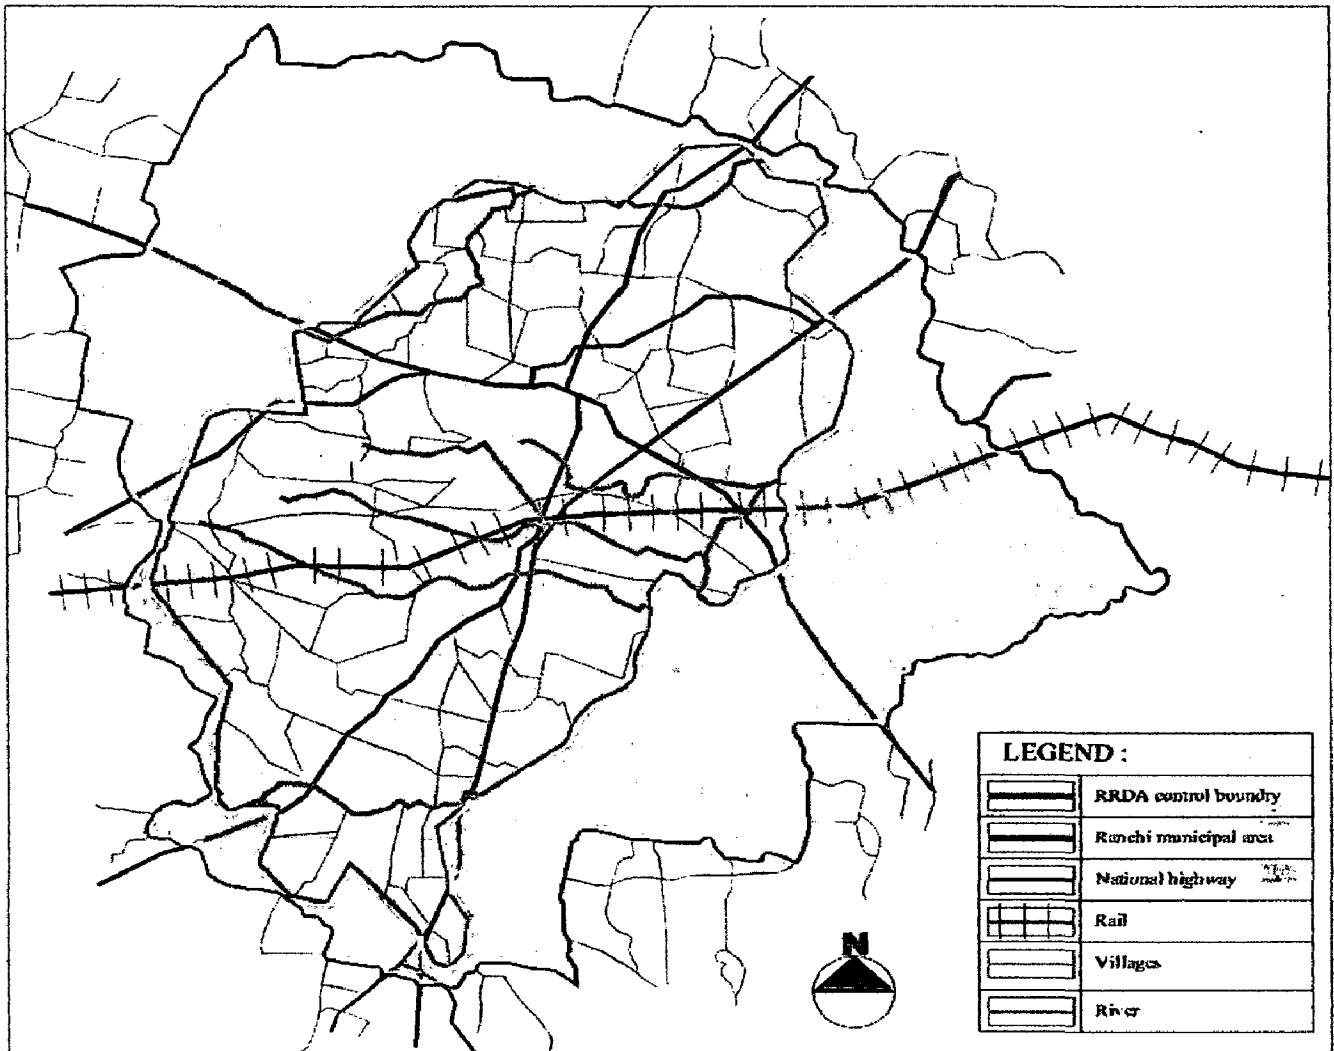 LEGEND :
RRDA control boundry
Ranchi municipal area
National highway
Rail
Villages
River
N